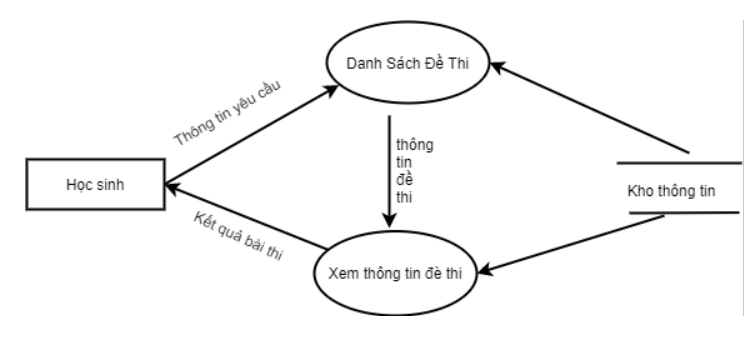 Danh Sách Đề Thi
Thông tin yêu cầu
thông
tin
đề
thi
Học sinh
Kho thông tin
Kết quả bài thi
Xem thông tin đè thi